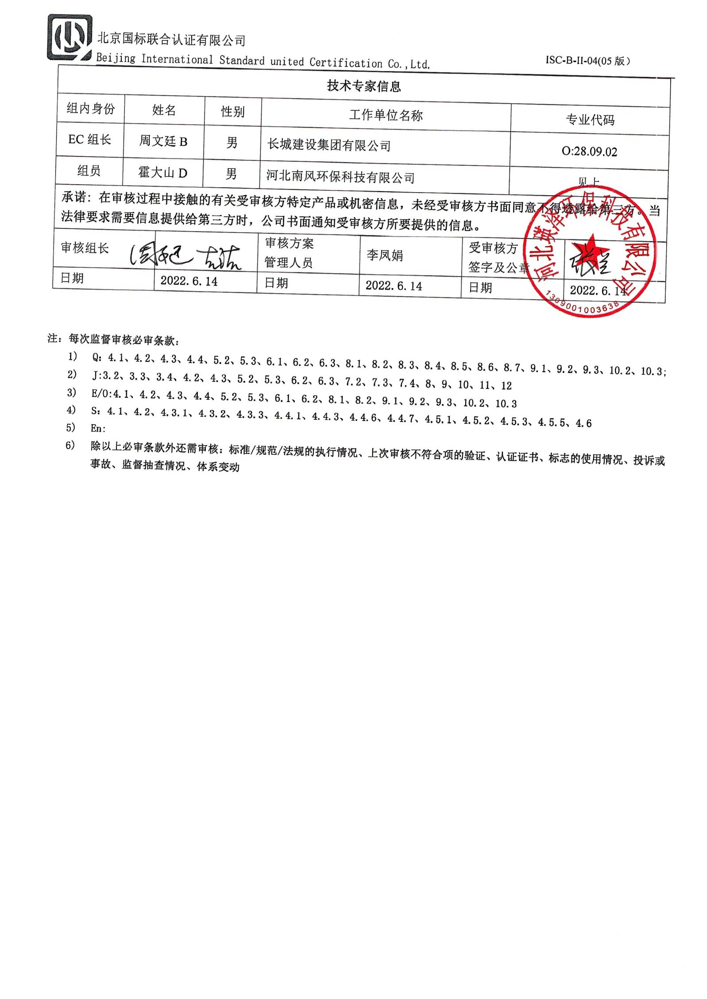 北京国标联合认证有限公司
Beijing International Standard united Certification Co.,Ltd.
ISC-B-II-04(05 版）
技术专家信息
组内身份 姓名 性别 工作单位名称 专业代码
EC 组长 周文廷 B 男 长城建设集团有限公司 O:28.09.02
组员 霍大山 D 男 河北南风环保科技有限公司 见上
承诺：在审核过程中接触的有关受审核方特定产品或机密信息，未经受审核方书面同意不得透露给第三方。当
法律要求需要信息提供给第三方时，公司书面通知受审核方所要提供的信息。
审核组长 审核方案 李凤娟 受审核方
管理人员 签字及公章
日期 2022.6.14 日期 2022.6.14 日期 2022.6.14
河北瑛泽环保科技有限公司
1309001003638
注：每次监督审核必审条款：
1) Q：4.1、4.2、4.3、4.4、5.2、5.3、6.1、6.2、6.3、8.1、8.2、8.3、8.4、8.5、8.6、8.7、9.1、9.2、9.3、10.2、10.3;
2) J:3.2、3.3、3.4、4.2、4.3、5.2、5.3、6.2、6.3、7.2、7.3、7.4、8、9、10、11、12
3) E/O:4.1、4.2、4.3、4.4、5.2、5.3、6.1、6.2、8.1、8.2、9.1、9.2、9.3、10.2、10.3
4) S：4.1、4.2、4.3.1、4.3.2、4.3.3、4.4.1、4.4.3、4.4.6、4.4.7、4.5.1、4.5.2、4.5.3、4.5.5、4.6
5) En:
6) 除以上必审条款外还需审核：标准/规范/法规的执行情况、上次审核不符合项的验证、认证证书、标志的使用情况、投诉或
事故、监督抽查情况、体系变动